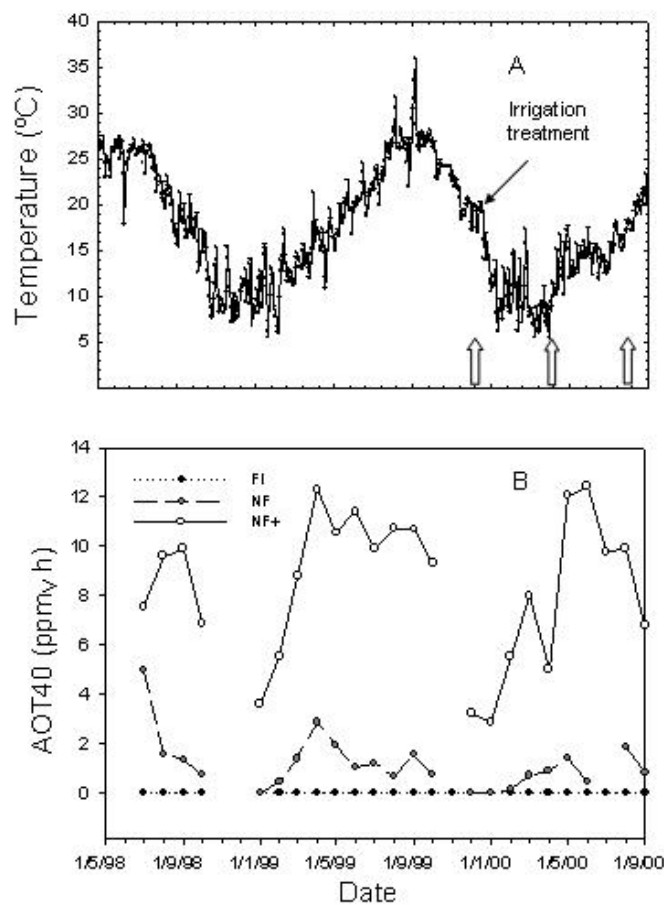 40
35
30
25
20
15
10
5
Temperature (ºC)
A
Irrigation
treatment
14
12
10
8
6
4
2
0
AOT40 (ppmᵥ h)
FI
NF
NF+
B
1/5/98
1/9/98
1/1/99
1/5/99
1/9/99
1/1/00
1/5/00
1/9/00
Date